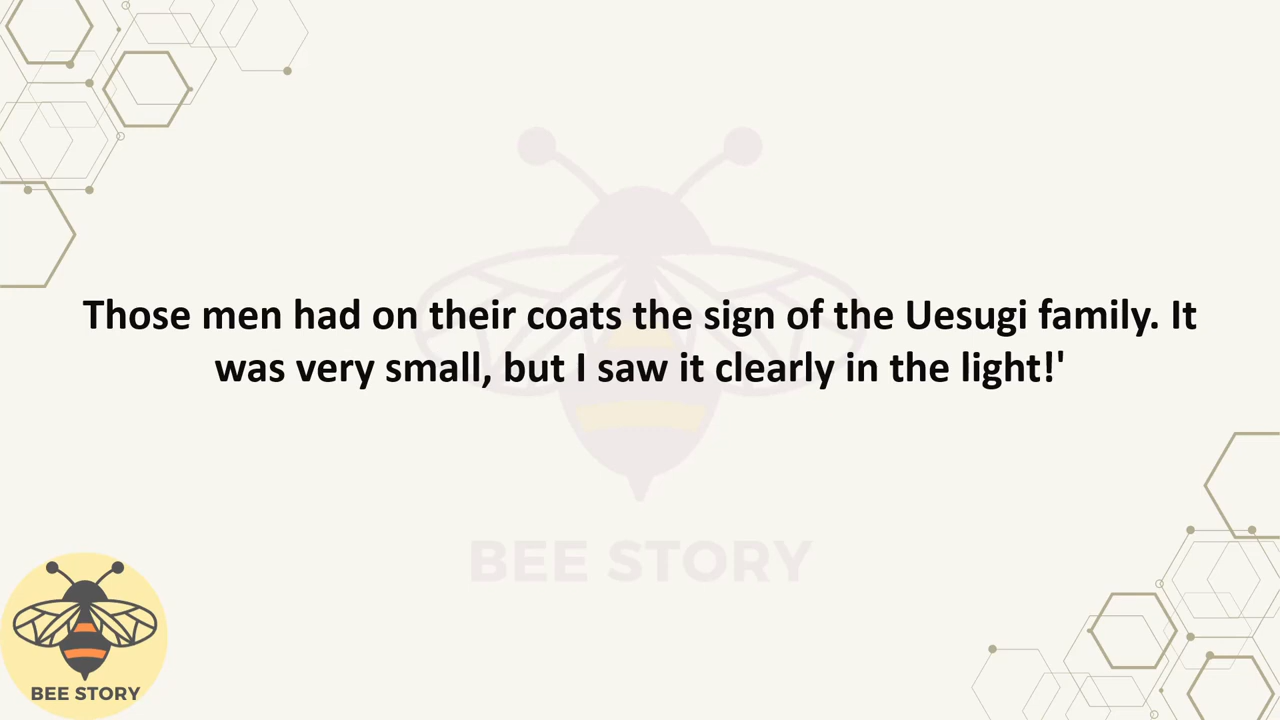 Those men had on their coats the sign of the Uesugi family. It
was very small, but I saw it clearly in the light!'
BEE STORY
BEE STORY